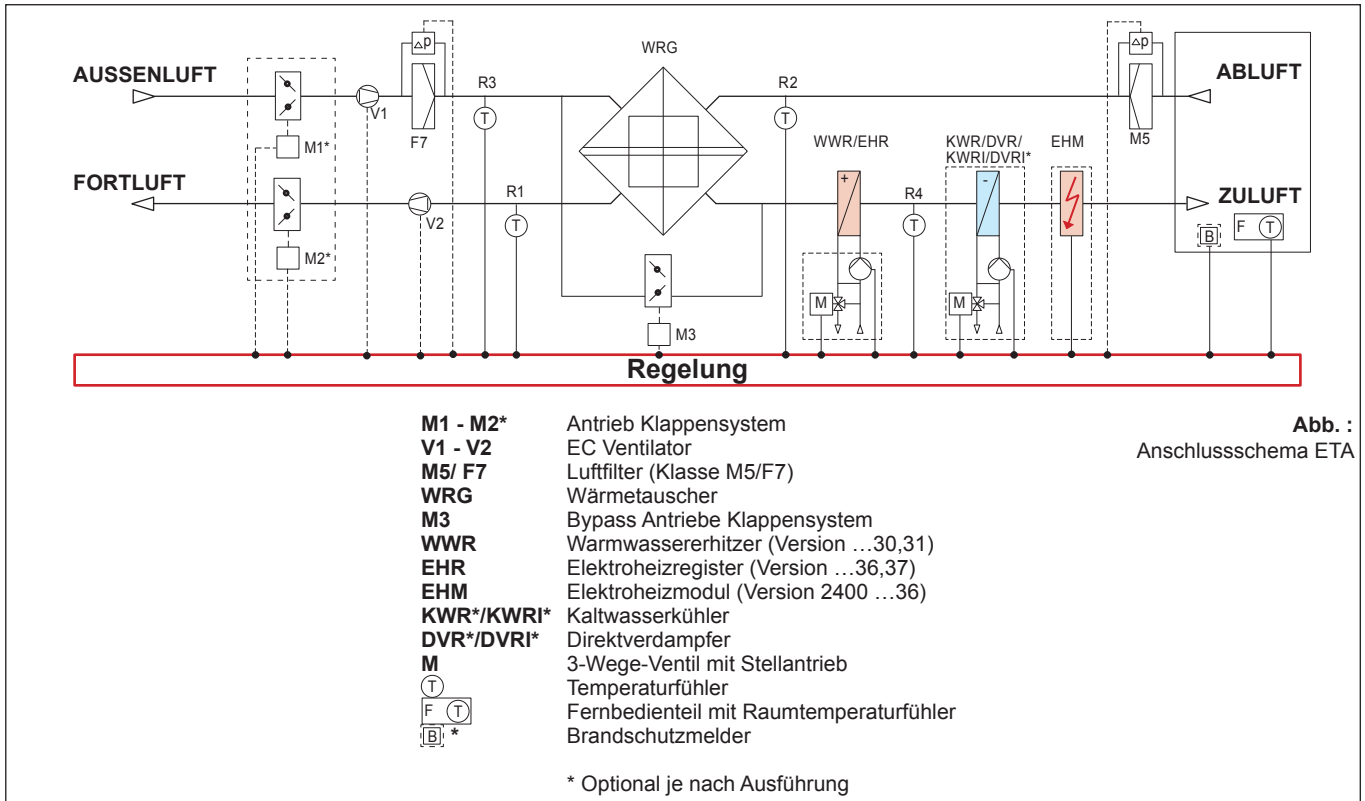 Δp
WRG
Δp
AUSSENLUFT
R3
R2
ABLUFT
V1
T
T
M1*
F7
WWR/EHR
KWR/DVR/
KWRI/DVRI*
EHM
M5
FORTLUFT
R1
+
R4
-
ZULUFT
V2
T
T
B
F T
M2*
M
M
M3
Regelung
M1 - M2* Antrieb Klappensystem
V1 - V2 EC Ventilator
M5/ F7 Luftfilter (Klasse M5/F7)
WRG Wärmetauscher
M3 Bypass Antriebe Klappensystem
WWR Warmwassererhitzer (Version …30,31)
EHR Elektroheizregister (Version …36,37)
EHM Elektroheizmodul (Version 2400 …36)
KWR*/KWRI* Kaltwasserkühler
DVR*/DVRI* Direktverdampfer
M 3-Wege-Ventil mit Stellantrieb
T Temperaturfühler
F T Fernbedienteil mit Raumtemperaturfühler
B * Brandschutzmelder
* Optional je nach Ausführung
Abb. :
Anschlussschema ETA